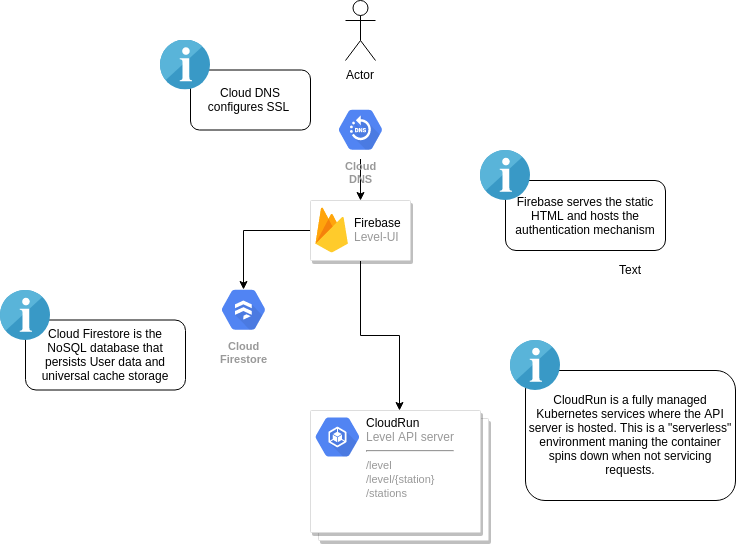 Actor
Cloud DNS
configures SSL
DNS
Cloud
DNS
Firebase serves the static
HTML and hosts the
authentication mechanism
Firebase
Level-UI
Text
Cloud Firestore is the
NoSQL database that
persists User data and
universal cache storage
Cloud
Firestore
CloudRun is a fully managed
Kubernetes services where the API
server is hosted. This is a "serverless"
environment maning the container
spins down when not servicing
requests.
CloudRun
Level API server
/level
/level/{station}
/stations